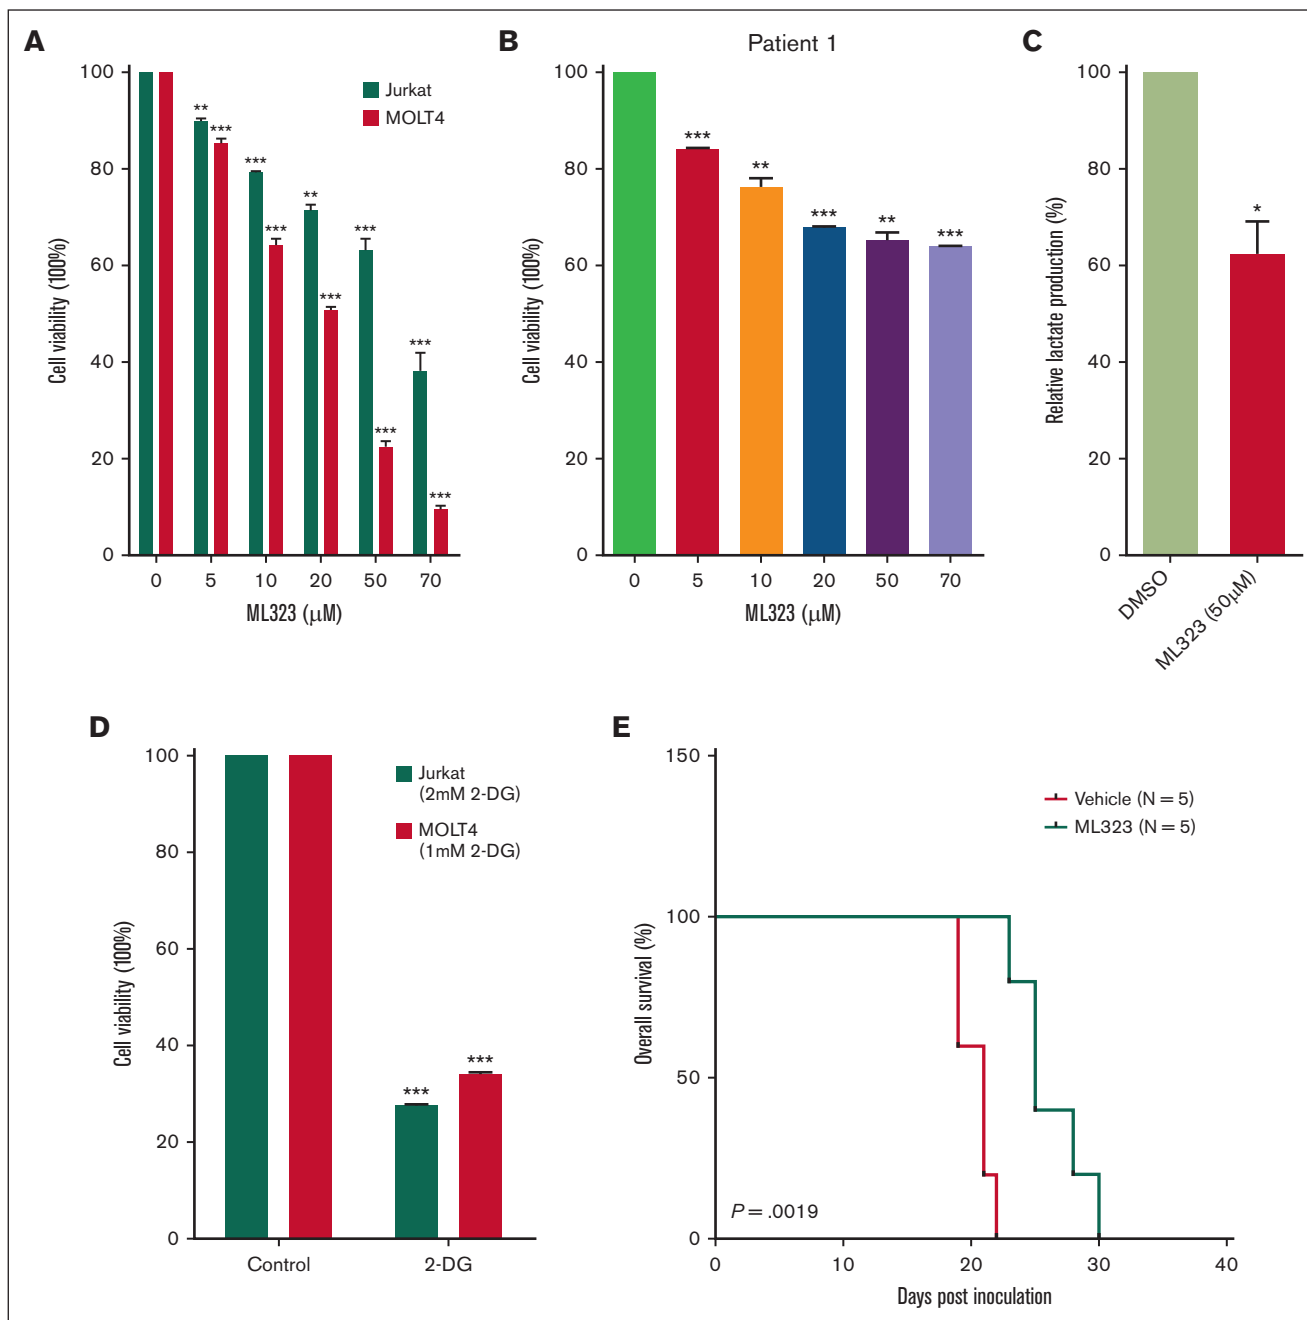 A
100
80
60
40
20
0
Cell viability (100%)
Jurkat
MOLT4
**
***
***
***
**
***
***
***
***
***
0 5 10 20 50 70
ML323 (μM)
B
Patient 1
100
80
60
40
20
0
Cell viability (100%)
***
**
***
**
***
0 5 10 20 50 70
ML323 (μM)
C
100
80
60
40
20
0
Relative lactate production (%)
*
DMSO
ML323 (50μM)
D
100
80
60
40
20
0
Cell viability (100%)
Jurkat
(2mM 2-DG)
MOLT4
(1mM 2-DG)
***
***
Control 2-DG
E
150
100
50
0
Overall survival (%)
Vehicle (N = 5)
ML323 (N = 5)
P = .0019
0 10 20 30 40
Days post inoculation